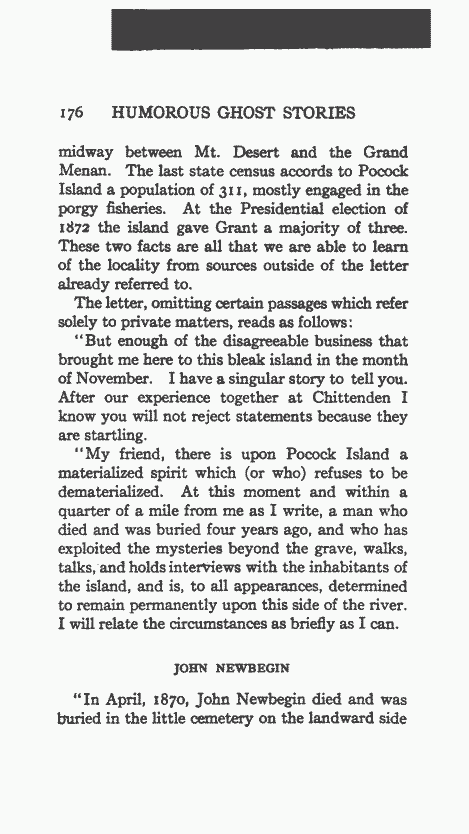 176 HUMOROUS GHOST STORIES
midway between Mt. Desert and the Grand
Menan. The last state census accords to Pocock
Island a population of 311, mostly engaged in the
porgy fisheries. At the Presidential election of
1872 the island gave Grant a majority of three.
These two facts are all that we are able to learn
of the locality from sources outside of the letter
already referred to.
The letter, omitting certain passages which refer
solely to private matters, reads as follows:
"But enough of the disagreeable business that
brought me here to this bleak island in the month
of November. I have a singular story to tell you.
After our experience together at Chittenden I
know you will not reject statements because they
are startling.
"My friend, there is upon Pocock Island a
materialized spirit which (or who) refuses to be
dematerialized. At this moment and within a
quarter of a mile from me as I write, a man who
died and was buried four years ago, and who has
exploited the mysteries beyond the grave, walks,
talks, and holds interviews with the inhabitants of
the island, and is, to all appearances, determined
to remain permanently upon this side of the river.
I will relate the circumstances as briefly as I can.
JOHN NEWBEGIN
"In April, 1870, John Newbegin died and was
buried in the little cemetery on the landward side